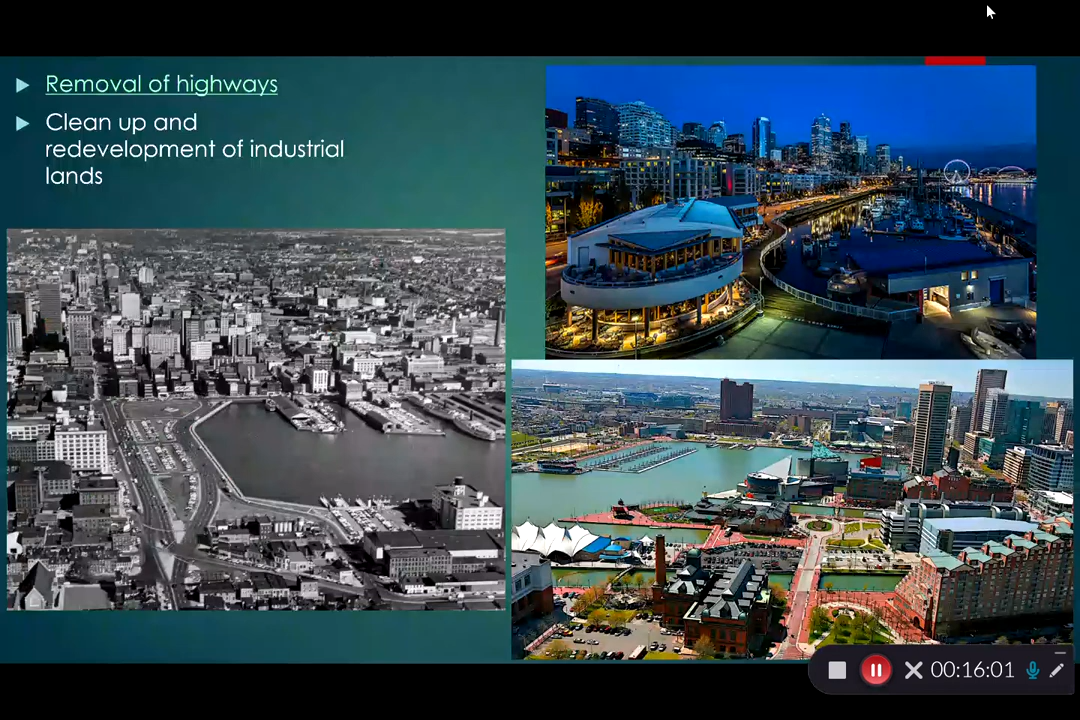 Removal of highways
Clean up and
redevelopment of industrial
lands
00:16:01